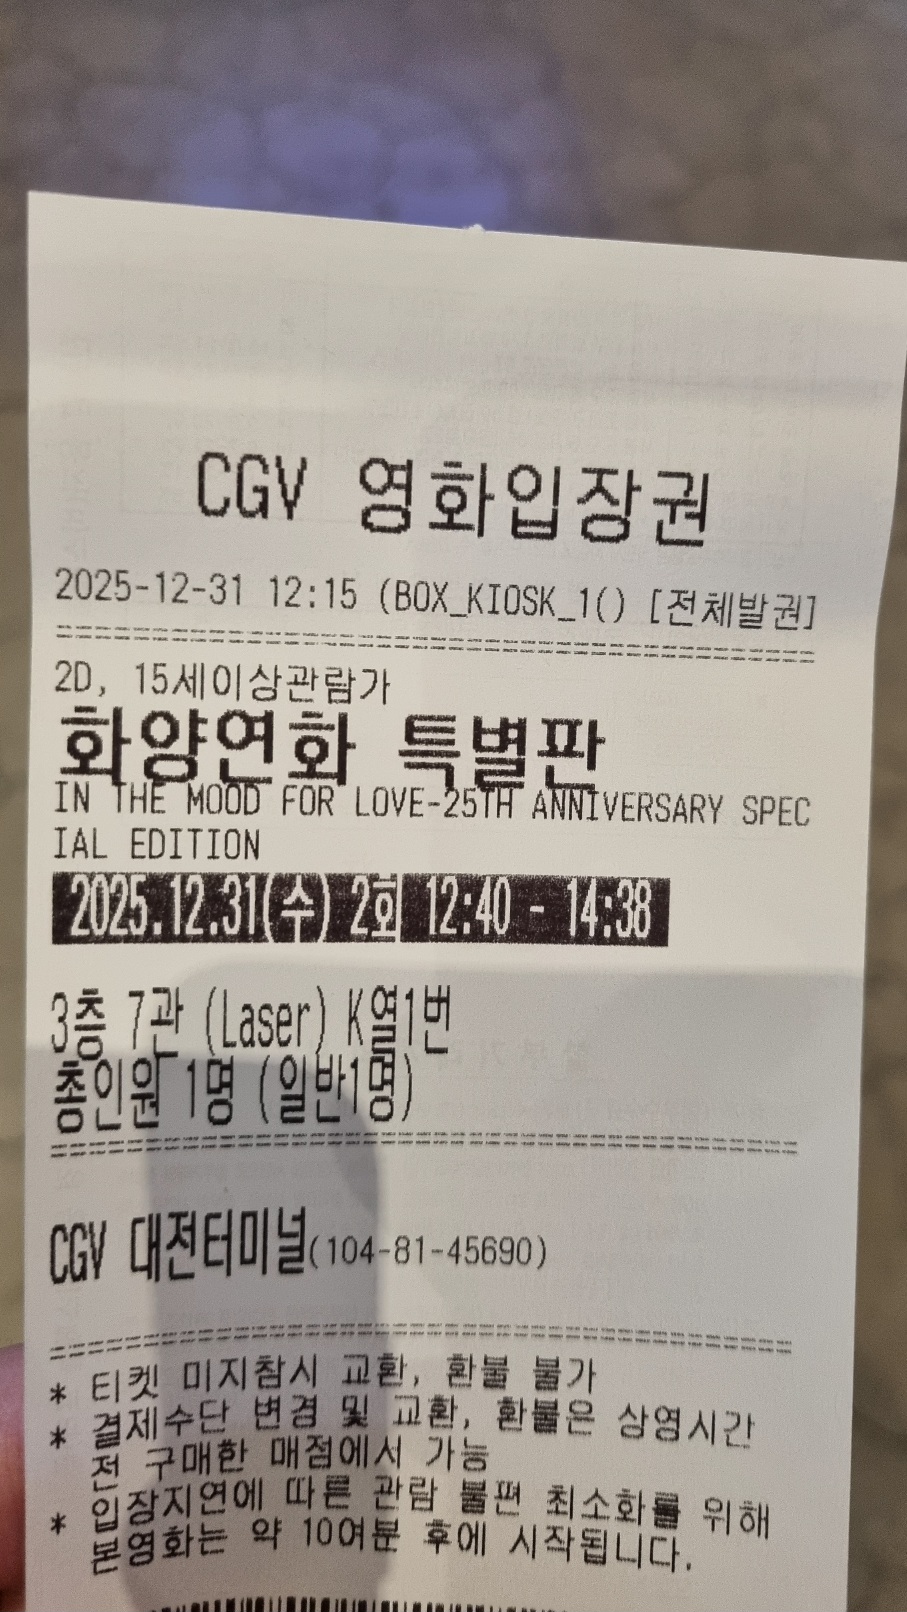 CGV 영화입장권
2025-12-31 12:15 (BOX_KIOSK_1() [전체발권]
2D, 15세이상관람가
화양연화 특별판
IN THE MOOD FOR LOVE-25TH ANNIVERSARY SPEC
IAL EDITION
2025.12.31(수) 2회 12:40 - 14:38
3층 7관 (Laser) K열1번
총인원 1명 (일반1명)
CGV 대전터미널(104-81-45690)
* 티켓 미지참시 교환, 환불 불가
* 결제수단 변경 및 교환, 환불은 상영시간
전 구매한 매점에서 가능
* 입장지연에 따른 관람 불편 최소화를 위해
본영화는 약 10여분 후에 시작됩니다.